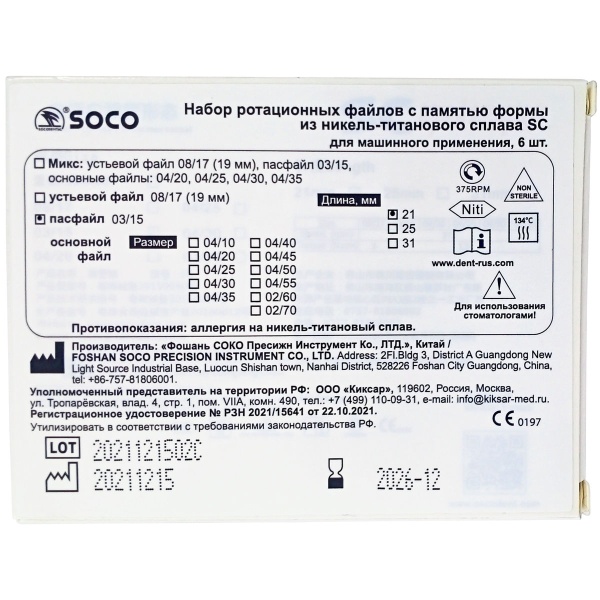 SOCODENTAL ® SOCO
Набор ротационных файлов с памятью формы
из никель-титанового сплава SC
для машинного применения, 6 шт.
Микс: устьевой файл 08/17 (19 мм), пасфайл 03/15,
основные файлы: 04/20, 04/25, 04/30, 04/35
устьевой файл 08/17 (19 мм)
пасфайл 03/15
основной файл
Размер
04/10 04/40
04/20 04/45
04/25 04/50
04/30 04/55
04/35 02/60
02/70
Длина, мм
21
25
31
375RPM
NON STERILE
Niti
134°C
www.dent-rus.com
Для использования
стоматологами!
Противопоказания: аллергия на никель-титановый сплав.
Производитель: «Фошань СОКО Пресижн Инструмент Ко., ЛТД.», Китай /
FOSHAN SOCO PRECISION INSTRUMENT CO., LTD. Address: 2Fl.Bldg 3, District A Guangdong New
Light Source Industrial Base, Luocun Shishan town, Nanhai District, 528226 Foshan City Guangdong, China,
tel: +86-757-81806001.
Уполномоченный представитель на территории РФ: ООО «Киксар», 119602, Россия, Москва,
ул. Тропарёвская, влад. 4, стр. 1, пом. VIIA, комн. 490, тел. +7 (499) 110-09-31, e-mail: info@kiksar-med.ru.
Регистрационное удостоверение № РЗН 2021/15641 от 22.10.2021.
Утилизировать в соответствии с требованиями законодательства РФ.
CE 0197
LOT 2021121502C
20211215
2026-12